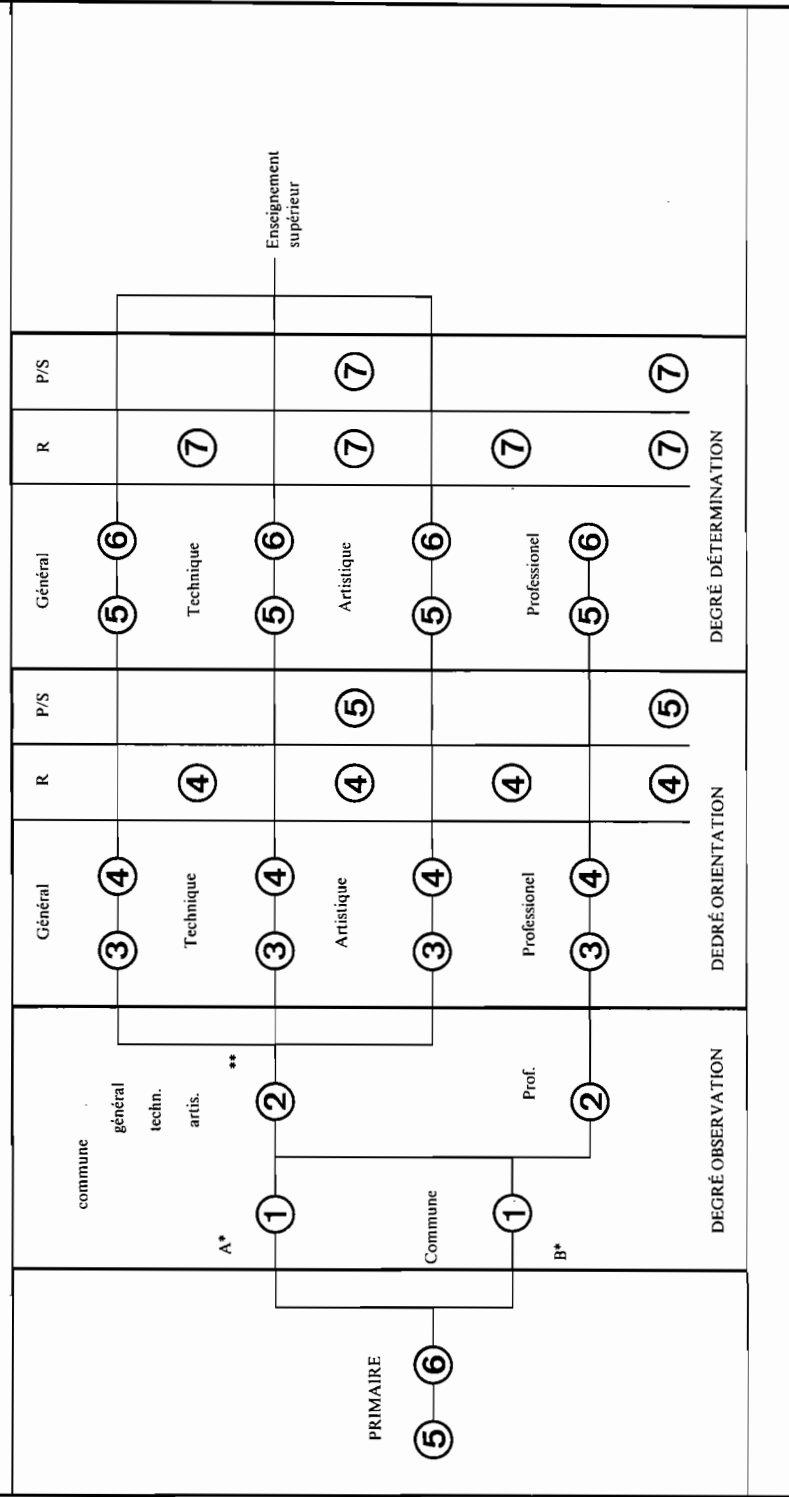 Général R P/S Général R P/S
commune
général
③ ④ ⑤ ⑥
techn.
artis.
Technique ④ Technique ⑦
A* **
① ② ③ ④ ⑤ ⑥ Enseignement
supérieur
Artistique ④ ⑤ Artistique ⑦ ⑦
PRIMAIRE
⑤ ⑥ Commune ③ ④ ⑤ ⑥
① Prof. Professionel ④ Professionel ⑦
B*
② ③ ④ ⑤ ⑥
④ ⑤ ⑦ ⑦
DEGRÉ OBSERVATION
DEDRÉ ORIENTATION
DEGRÉ DÉTERMINATION